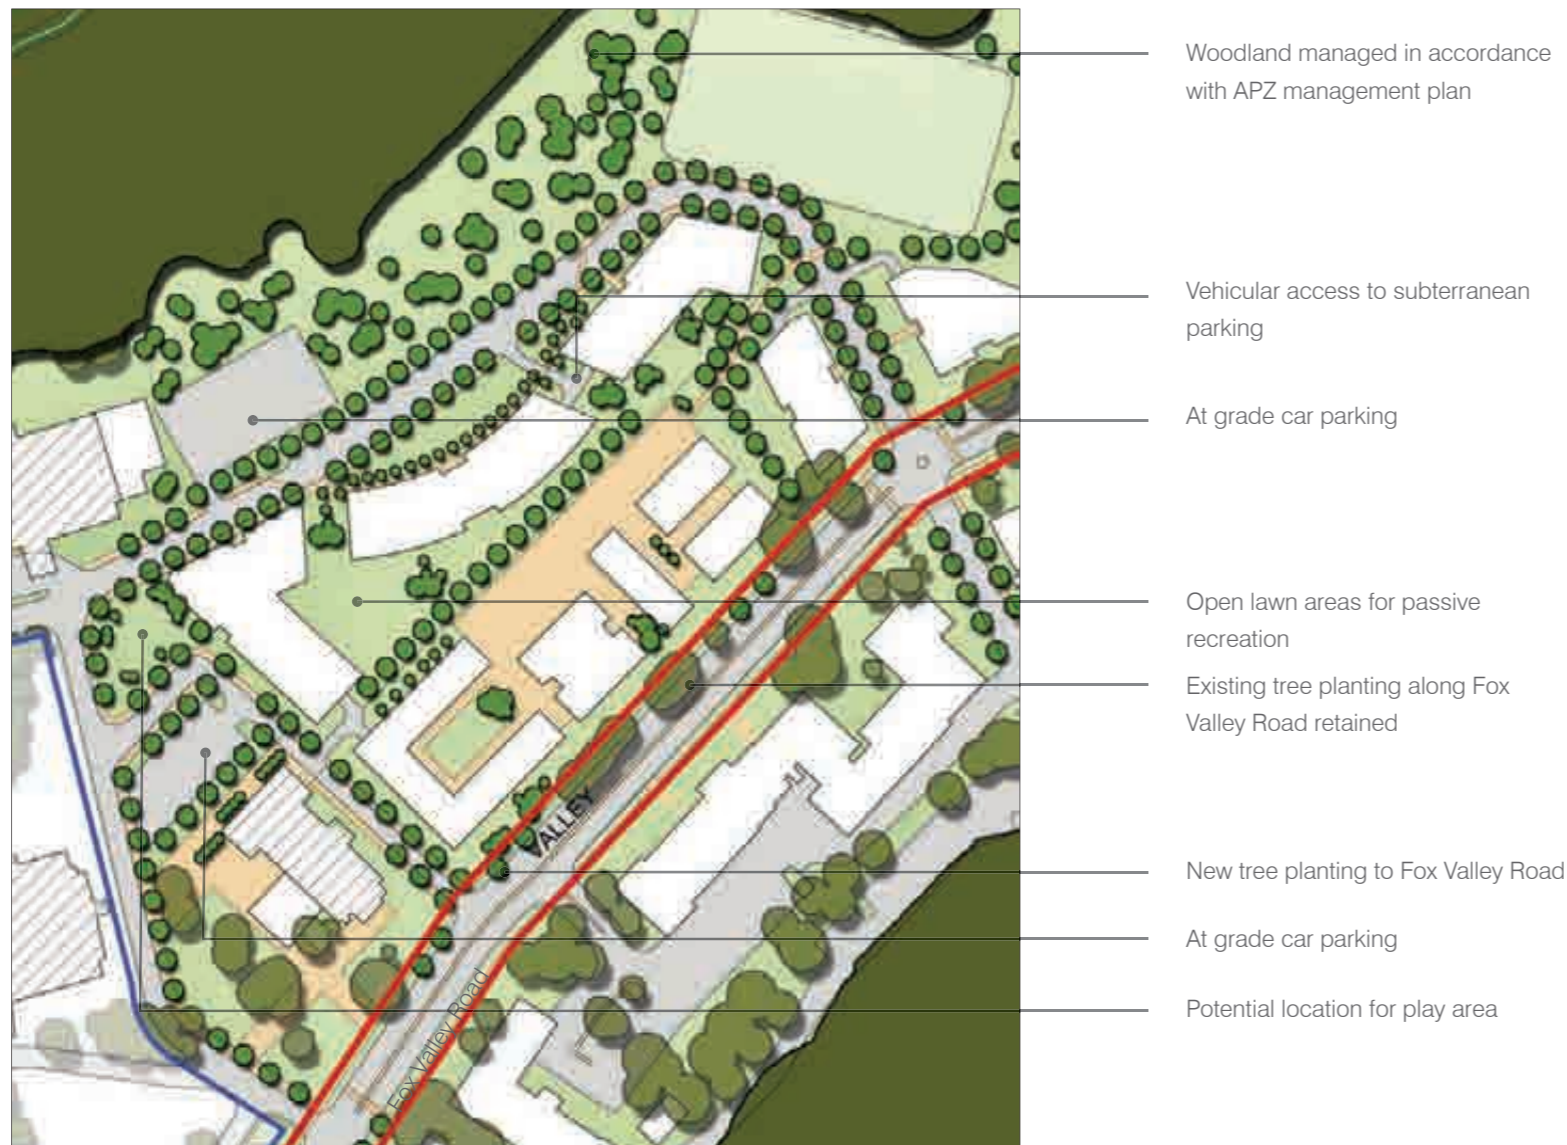 Woodland managed in accordance
with APZ management plan
Vehicular access to subterranean
parking
At grade car parking
Open lawn areas for passive
recreation
Existing tree planting along Fox
Valley Road retained
VALLEY
New tree planting to Fox Valley Road
At grade car parking
Potential location for play area
Fox Valley Road